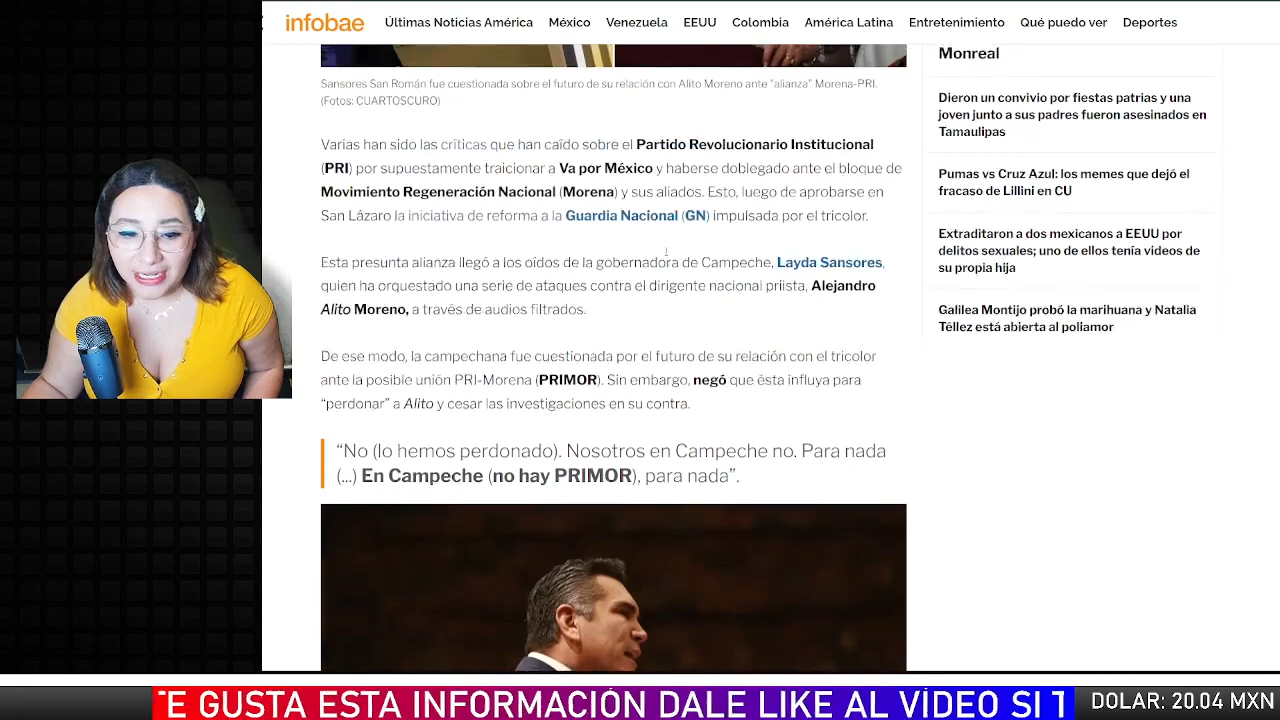 infobae
Últimas Noticias América México Venezuela EEUU Colombia América Latina Entretenimiento Qué puedo ver Deportes
Sansores San Román fue cuestionada sobre el futuro de su relación con Alito Moreno ante "alianza" Morena-PRI.
(Fotos: CUARTOSCURO)
Varias han sido las críticas que han caído sobre el Partido Revolucionario Institucional
(PRI) por supuestamente traicionar a Va por México y haberse doblegado ante el bloque de
Movimiento Regeneración Nacional (Morena) y sus aliados. Esto, luego de aprobarse en
San Lázaro la iniciativa de reforma a la Guardia Nacional (GN) impulsada por el tricolor.
Esta presunta alianza llegó a los oídos de la gobernadora de Campeche, Layda Sansores,
quien ha orquestado una serie de ataques contra el dirigente nacional priista, Alejandro
Alito Moreno, a través de audios filtrados.
De ese modo, la campechana fue cuestionada por el futuro de su relación con el tricolor
ante la posible unión PRI-Morena (PRIMOR). Sin embargo, negó que ésta influya para
“perdonar” a Alito y cesar las investigaciones en su contra.
“No (lo hemos perdonado). Nosotros en Campeche no. Para nada
(...) En Campeche (no hay PRIMOR), para nada”.
Monreal
Dieron un convivio por fiestas patrias y una
joven junto a sus padres fueron asesinados en
Tamaulipas
Pumas vs Cruz Azul: los memes que dejó el
fracaso de Lillini en CU
Extraditaron a dos mexicanos a EEUU por
delitos sexuales; uno de ellos tenía videos de
su propia hija
Galilea Montijo probó la marihuana y Natalia
Téllez está abierta al poliamor
TE GUSTA ESTA INFORMACIÓN DALE LIKE AL VÍDEO SI T
DOLAR: 20.04 MXN